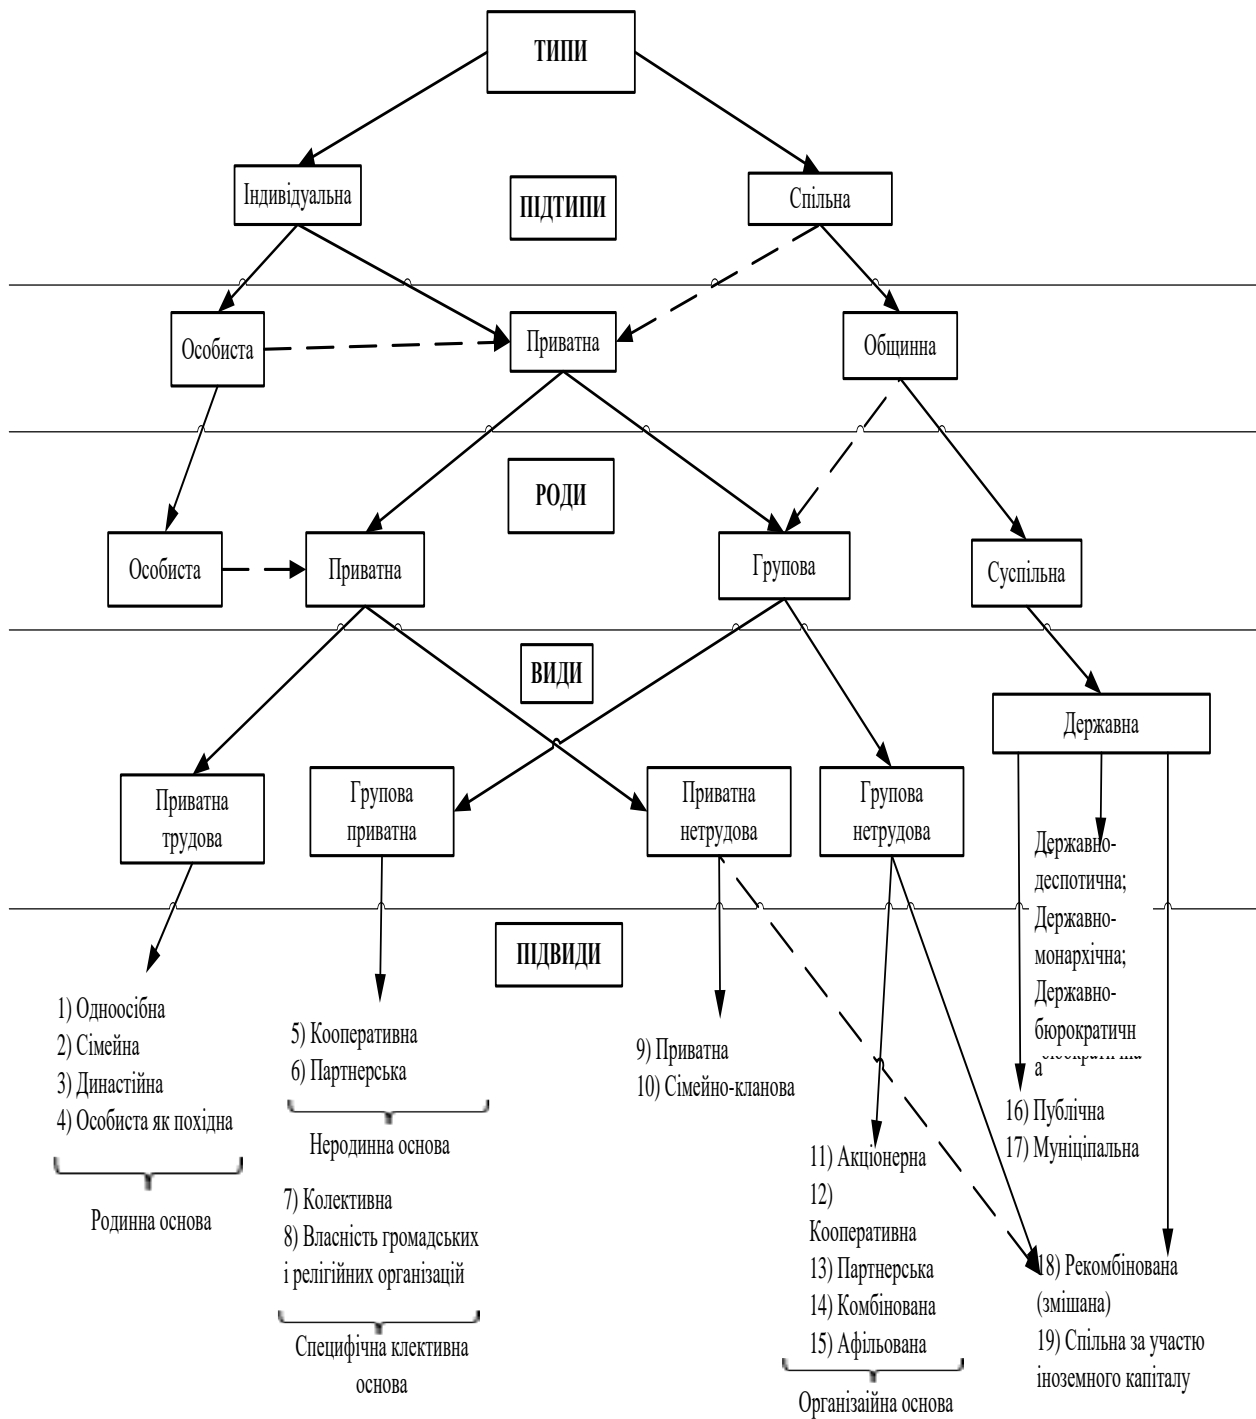 ТИПИ
Індивідуальна
ПІДТИПИ
Спільна
Особиста
Приватна
Общинна
РОДИ
Особиста
Приватна
Групова
Суспільна
ВИДИ
Державна
Приватна
трудова
Групова
приватна
Приватна
нетрудова
Групова
нетрудова
Державно-
деспотична;
Державно-
монархічна;
Державно-
бюрократичн
а
ПІДВИДИ
1) Одноосібна
2) Сімейна
3) Династійна
4) Особиста як похідна
Родинна основа
5) Кооперативна
6) Партнерська
Неродинна основа
7) Колективна
8) Власність громадських
і релігійних організацій
Специфічна клективна
основа
9) Приватна
10) Сімейно-кланова
11) Акціонерна
12)
Кооперативна
13) Партнерська
14) Комбінована
15) Афільована
Організаійна основа
16) Публічна
17) Муніціпальна
18) Рекомбінована
(змішана)
19) Спільна за участю
іноземного капіталу